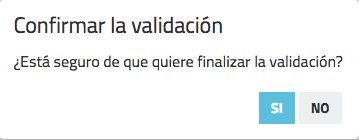 Confirmar la validación
¿Está seguro de que quiere finalizar la validación?
SI NO